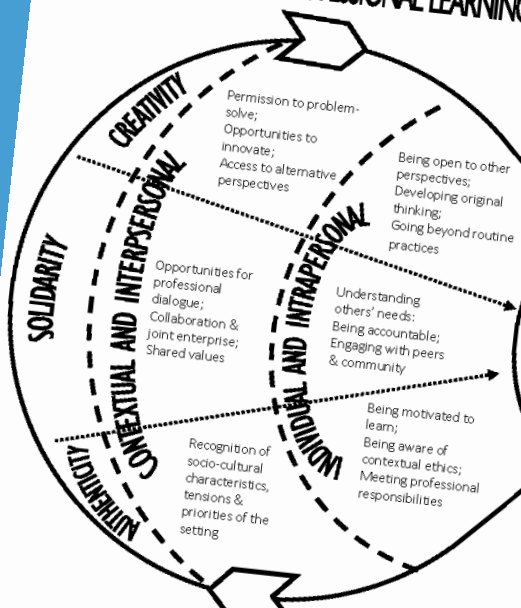 SSIONAL LEARNING
CREATIVITY
SOLIDARITY
AUTHENTICITY
CONTEXTUAL AND INTERPSERSONAL
Permission to problem-
solve;
Opportunities to
innovate;
Access to alternative
perspectives
Opportunities for
professional
dialogue;
Collaboration &
joint enterprise;
Shared values
Recognition of
socio-cultural
characteristics,
tensions &
priorities of the
setting
INDIVIDUAL AND INTRAPERSONAL
Being open to other
perspectives;
Developing original
thinking;
Going beyond routine
practices
Understanding
others' needs:
Being accountable;
Engaging with peers
& community
Being motivated to
learn;
Being aware of
contextual ethics;
Meeting professional
responsibilities